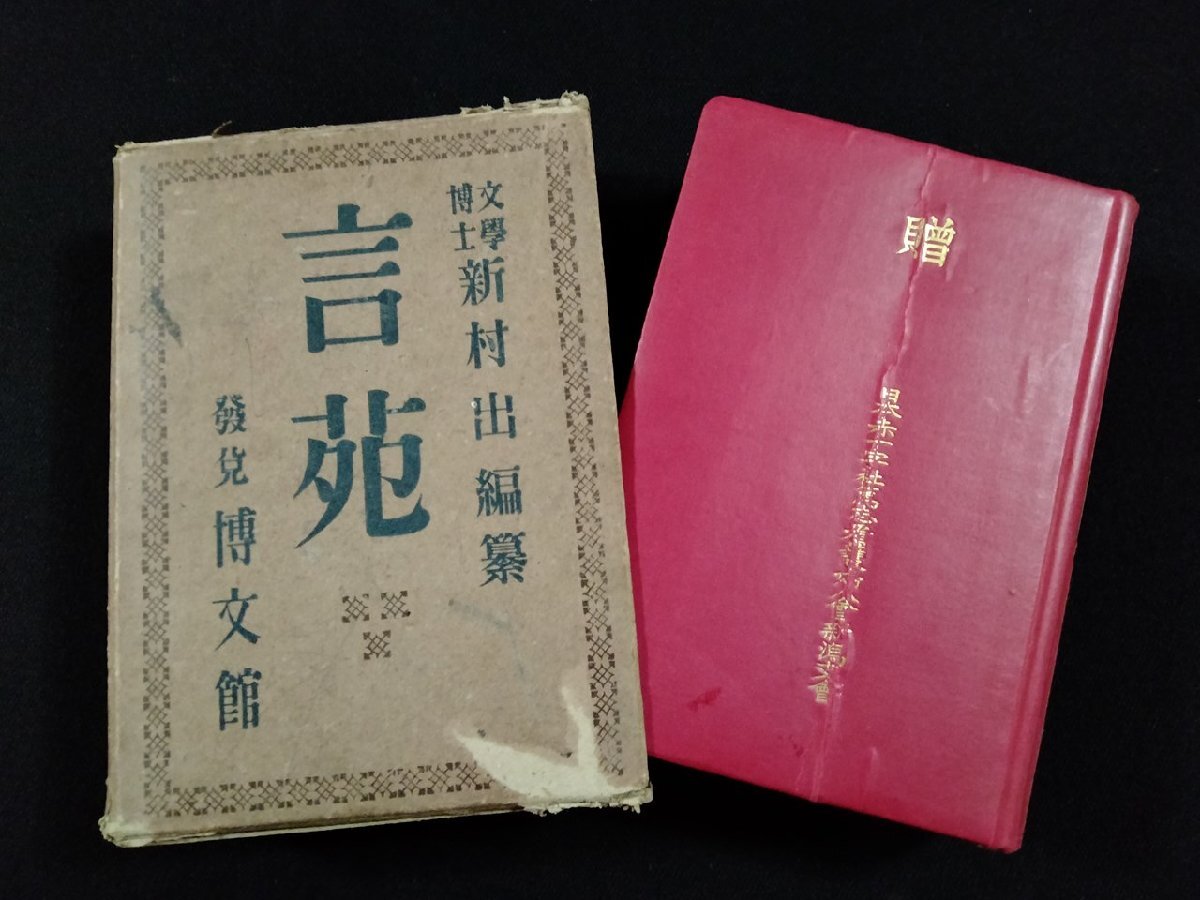 文學博士 新村出編纂
言苑
發兌 博文館
贈